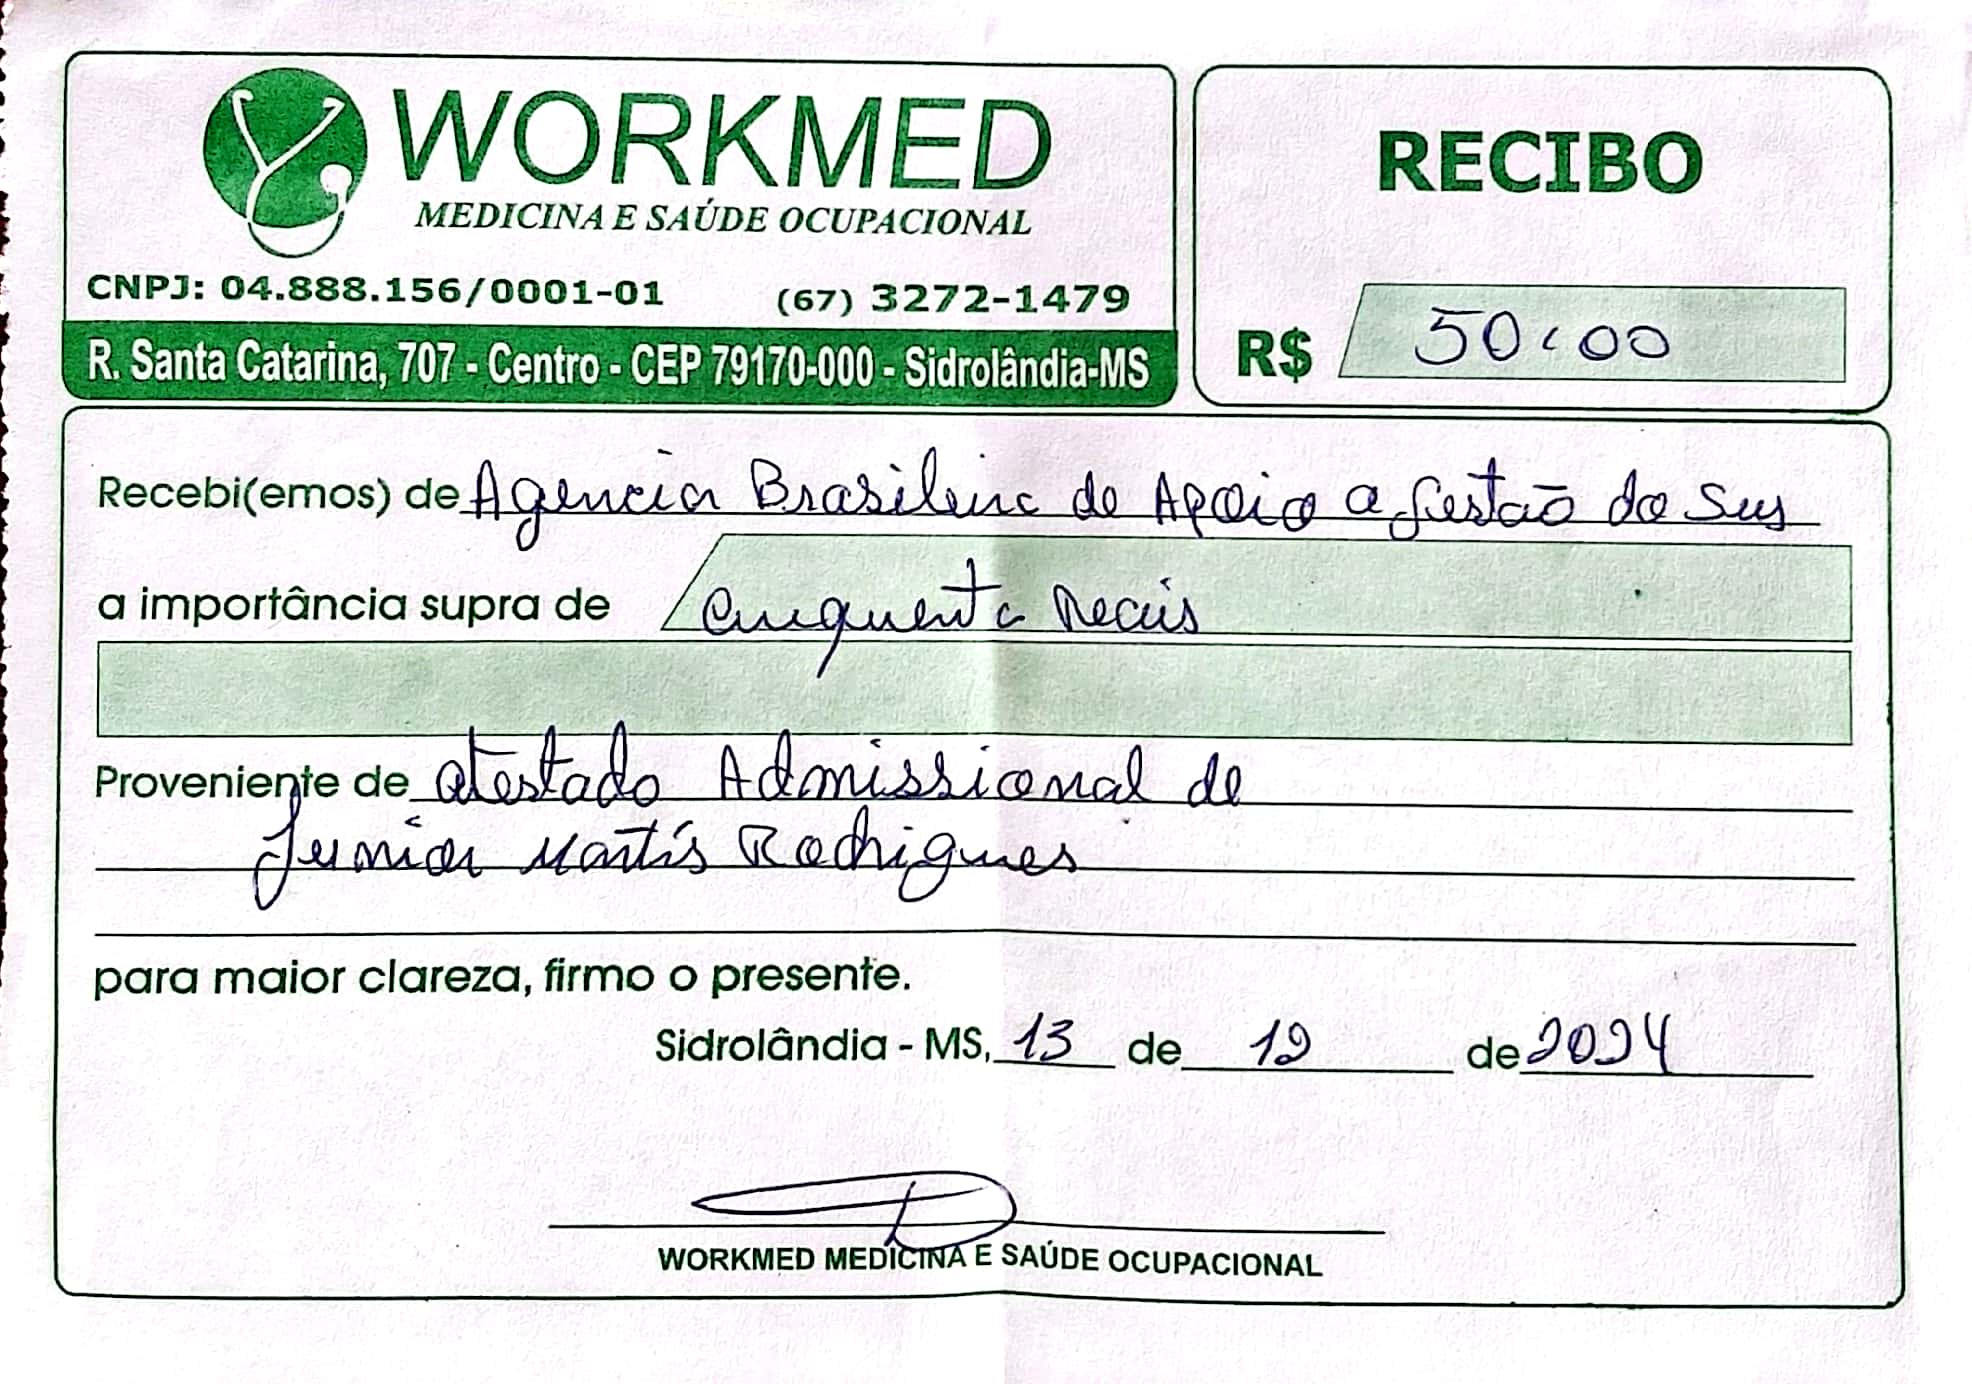 WORKMED
MEDICINA E SAÚDE OCUPACIONAL
CNPJ: 04.888.156/0001-01 (67) 3272-1479
R. Santa Catarina, 707 - Centro - CEP 79170-000 - Sidrolândia-MS
RECIBO
R$ 50,00
Recebi(emos) de Agencia Brasileira de Apoio a Gestão do Sus
a importância supra de cinquenta Reais
Proveniente de atestado Admissional de
Junior Martis Rodrigues
para maior clareza, firmo o presente.
Sidrolândia - MS, 13 de 12 de 2024
WORKMED MEDICINA E SAÚDE OCUPACIONAL